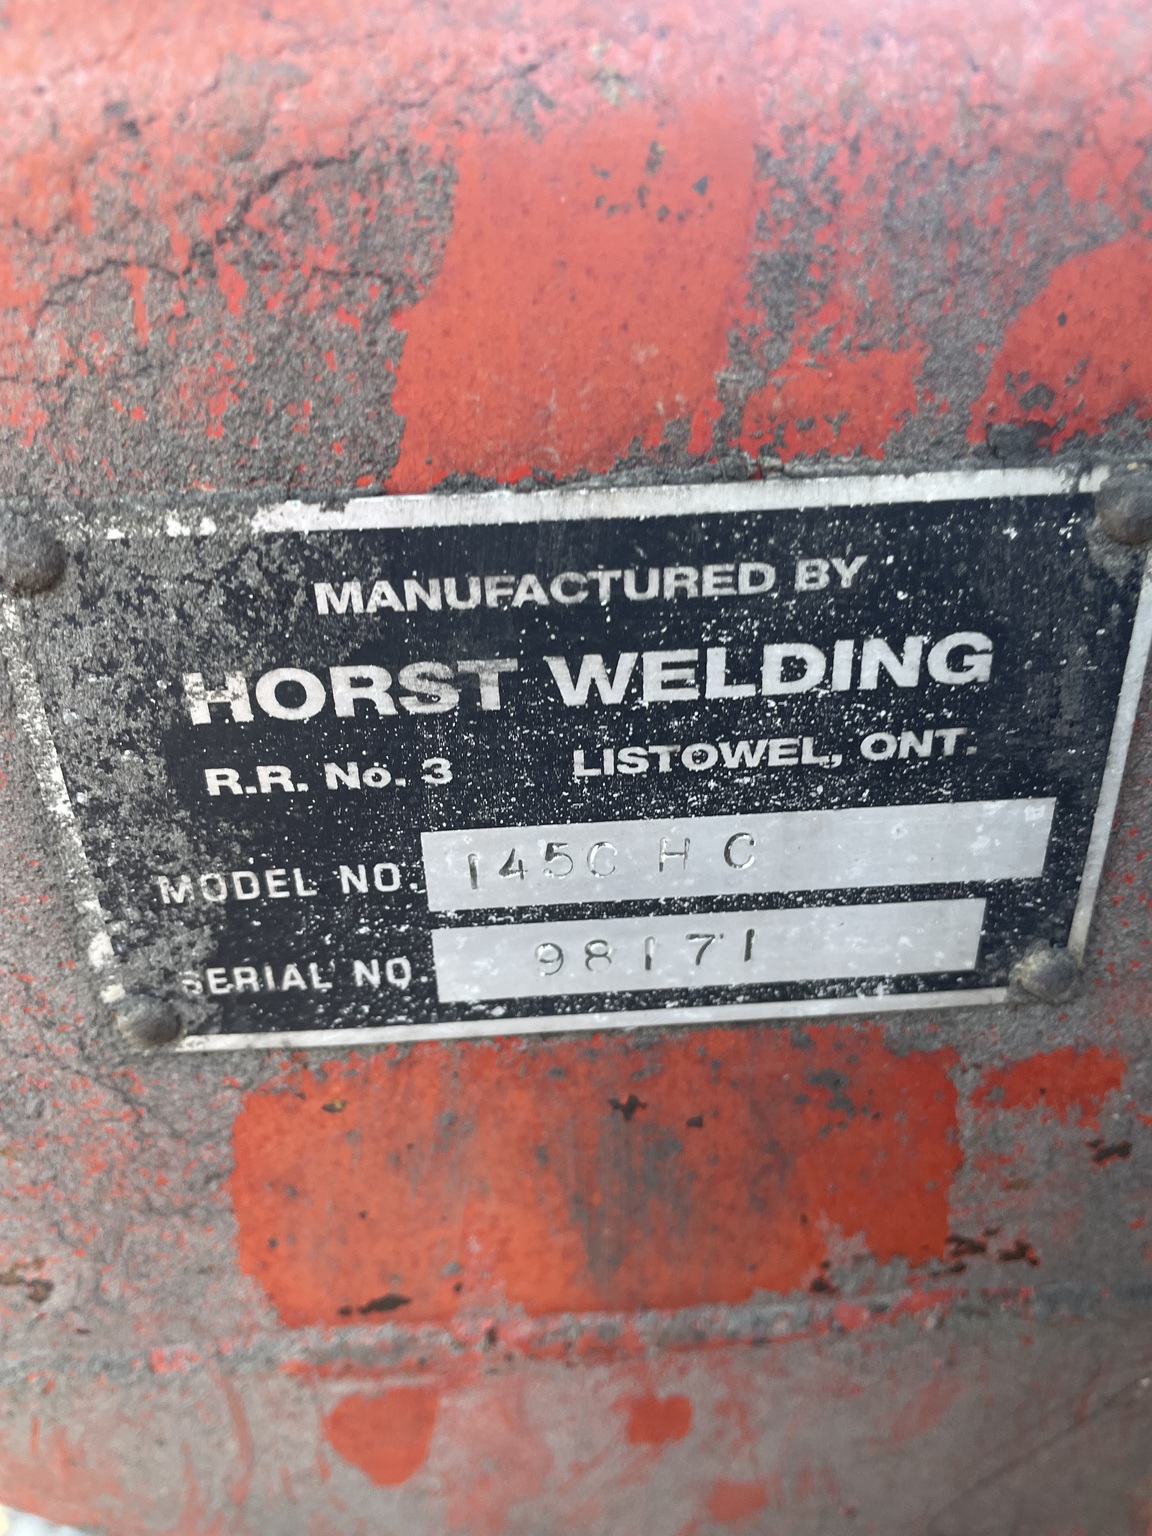 MANUFACTURED BY
HORST WELDING
R.R. No. 3 LISTOWEL, ONT.
MODEL NO. 145C H C
SERIAL NO. 98171